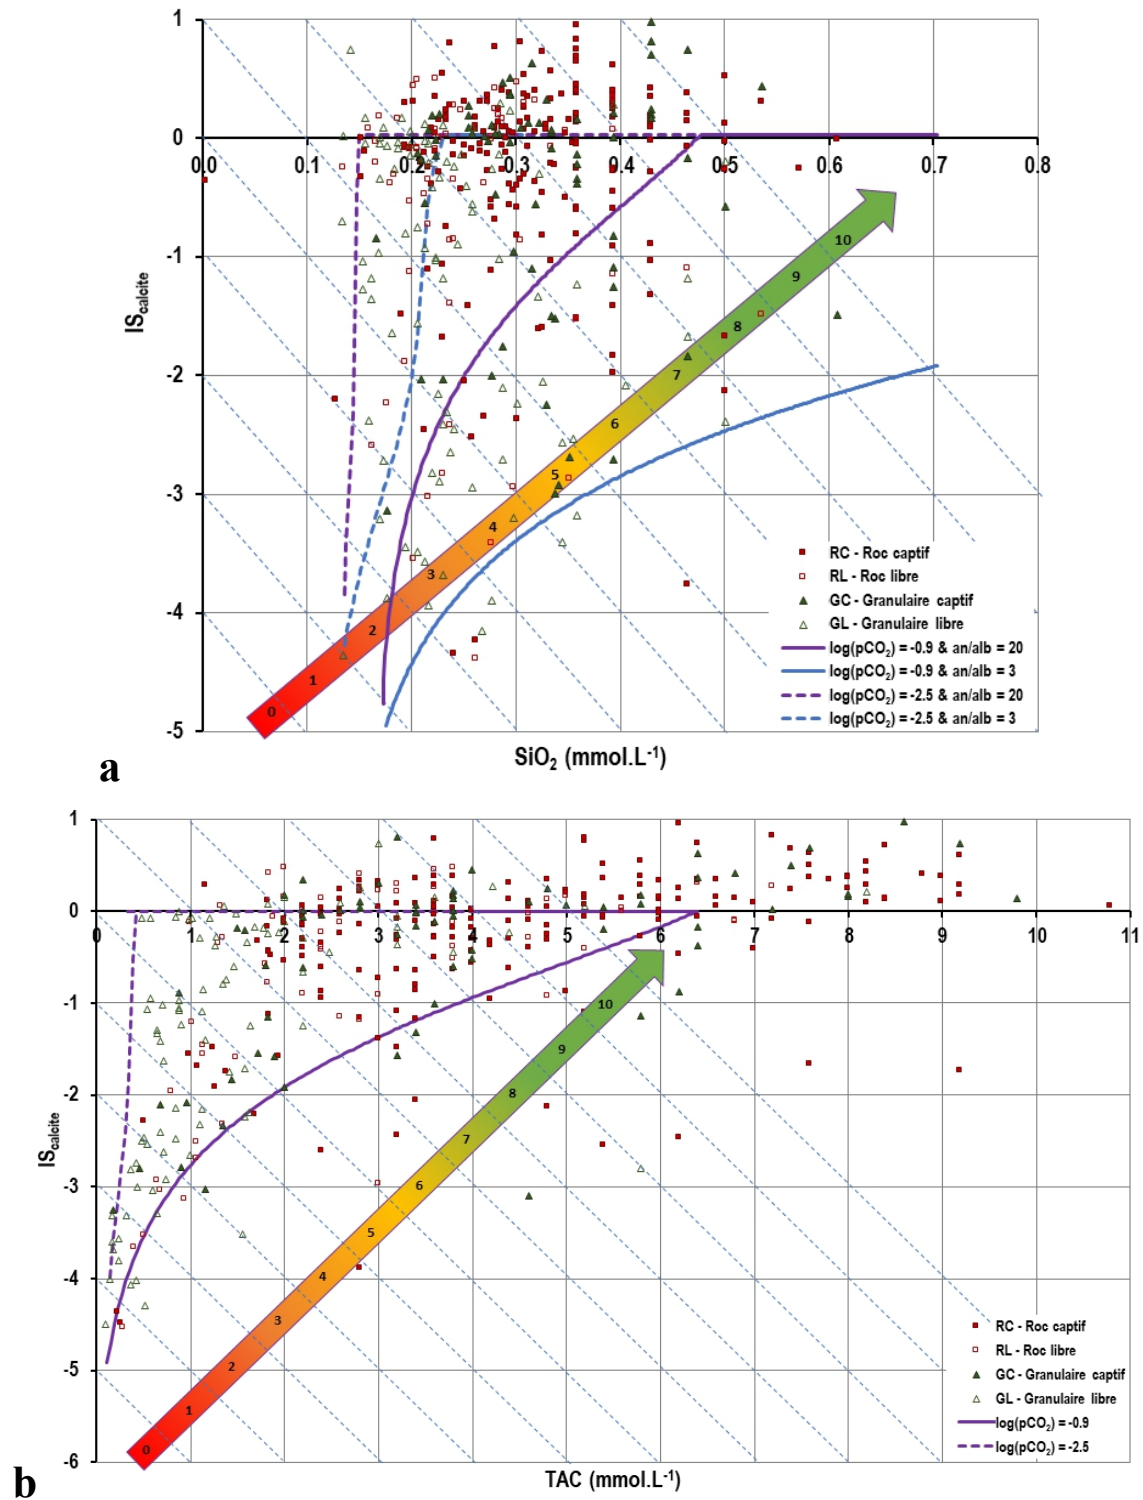 1
0
0.0 0.1 0.2 0.3 0.4 0.5 0.6 0.7 0.8
-1
-2
-3
-4
-5
IScalcite
0 1 2 3 4 5 6 7 8 9 10
RC - Roc captif
RL - Roc libre
GC - Granulaire captif
GL - Granulaire libre
log(pCO2) = -0.9 & an/alb = 20
log(pCO2) = -0.9 & an/alb = 3
log(pCO2) = -2.5 & an/alb = 20
log(pCO2) = -2.5 & an/alb = 3
SiO2 (mmol.L-1)
a
1
0
0 1 2 3 4 5 6 7 8 9 10 11
-1
-2
-3
-4
-5
-6
IScalcite
0 1 2 3 4 5 6 7 8 9 10
RC - Roc captif
RL - Roc libre
GC - Granulaire captif
GL - Granulaire libre
log(pCO2) = -0.9
log(pCO2) = -2.5
TAC (mmol.L-1)
b